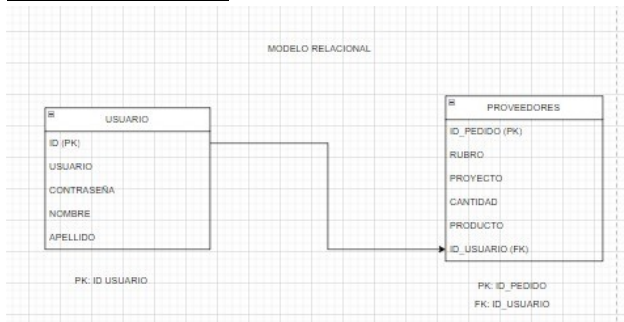 MODELO RELACIONAL
USUARIO
ID (PK)
USUARIO
CONTRASEÑA
NOMBRE
APELLIDO
PK: ID USUARIO
PROVEEDORES
ID_PEDIDO (PK)
RUBRO
PROYECTO
CANTIDAD
PRODUCTO
ID_USUARIO (FK)
PK: ID_PEDIDO
FK: ID_USUARIO